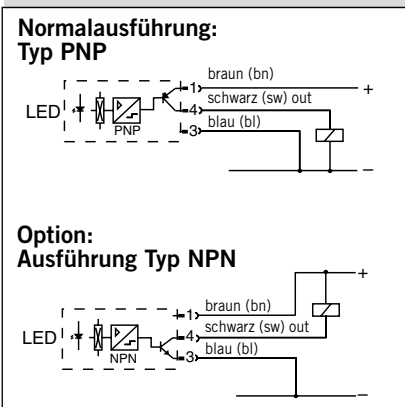 Normalausführung:
Typ PNP
braun (bn)
1
+
schwarz (sw) out
LED
4
blau (bl)
PNP
3
–
Option:
Ausführung Typ NPN
+
braun (bn)
1
schwarz (sw) out
LED
4
blau (bl)
NPN
3
–